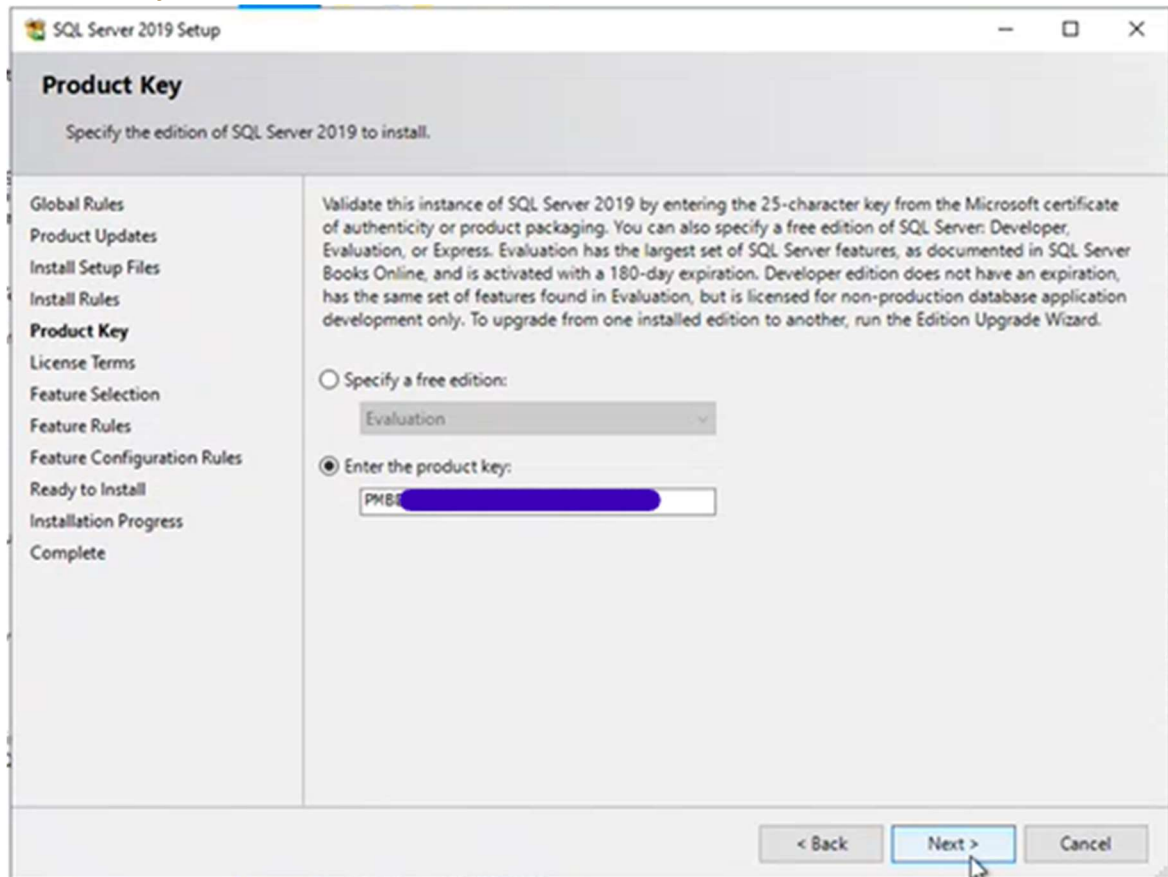 SQL Server 2019 Setup
Product Key
Specify the edition of SQL Server 2019 to install.
Global Rules
Product Updates
Install Setup Files
Install Rules
Product Key
License Terms
Feature Selection
Feature Rules
Feature Configuration Rules
Ready to Install
Installation Progress
Complete
Validate this instance of SQL Server 2019 by entering the 25-character key from the Microsoft certificate
of authenticity or product packaging. You can also specify a free edition of SQL Server: Developer,
Evaluation, or Express. Evaluation has the largest set of SQL Server features, as documented in SQL Server
Books Online, and is activated with a 180-day expiration. Developer edition does not have an expiration,
has the same set of features found in Evaluation, but is licensed for non-production database application
development only. To upgrade from one installed edition to another, run the Edition Upgrade Wizard.
Specify a free edition:
Evaluation
Enter the product key:
< Back
Next >
Cancel